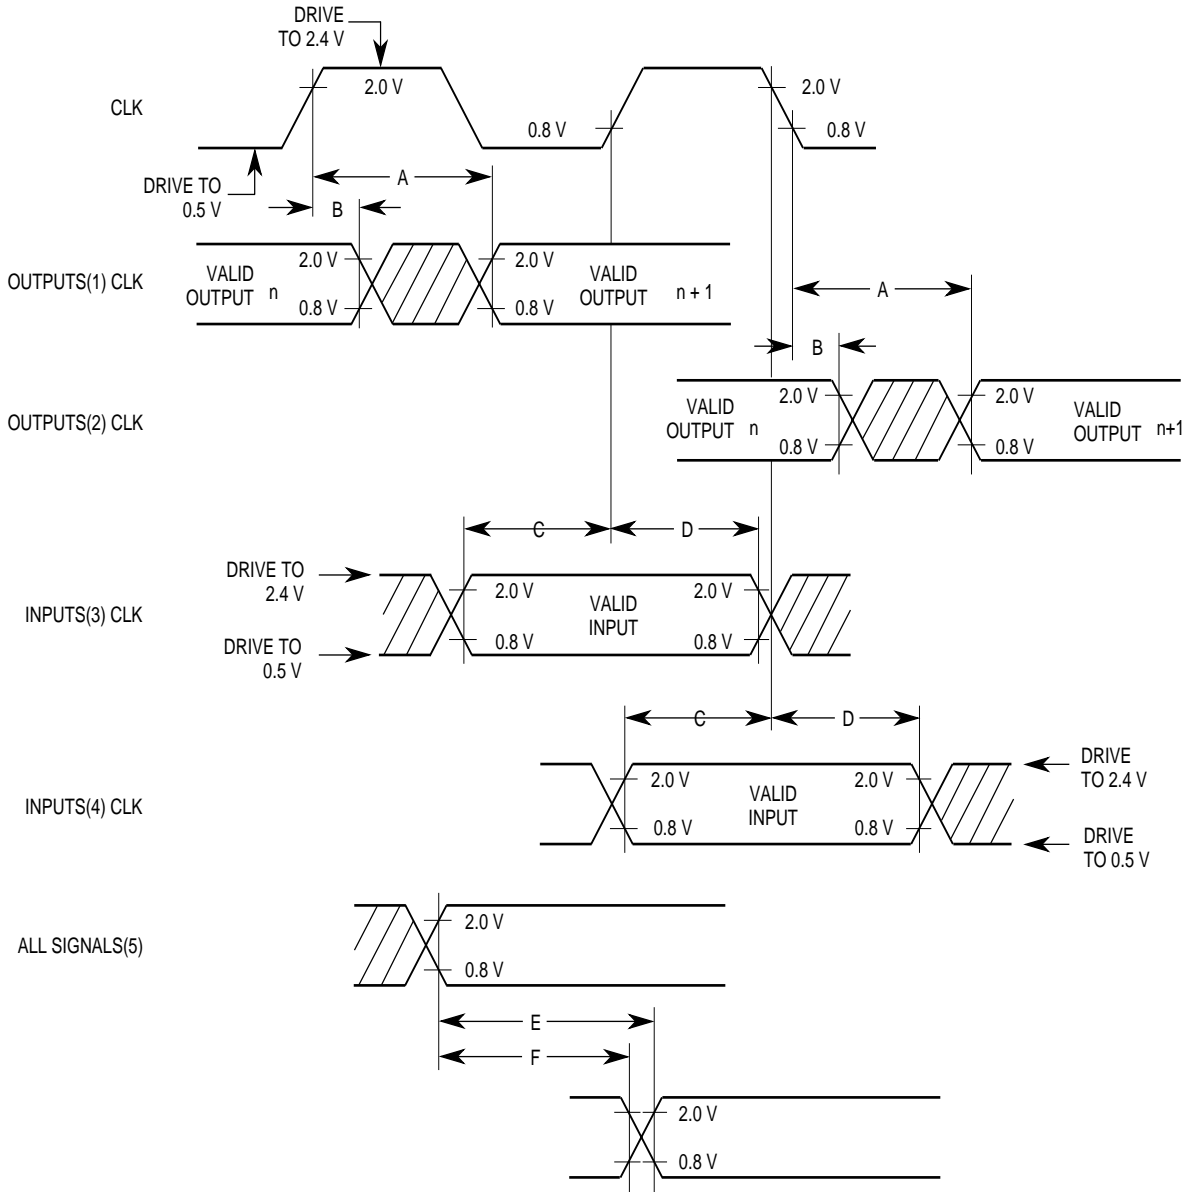 DRIVE
TO 2.4 V
2.0 V
2.0 V
CLK
0.8 V
0.8 V
DRIVE TO
0.5 V
A
B
OUTPUTS(1) CLK
VALID
OUTPUT n
2.0 V
0.8 V
2.0 V
0.8 V
VALID
OUTPUT n + 1
A
B
OUTPUTS(2) CLK
VALID
OUTPUT n
2.0 V
0.8 V
2.0 V
0.8 V
VALID
OUTPUT n+1
C
D
DRIVE TO
2.4 V
INPUTS(3) CLK
DRIVE TO
0.5 V
2.0 V
0.8 V
VALID
INPUT
2.0 V
0.8 V
C
D
INPUTS(4) CLK
2.0 V
0.8 V
VALID
INPUT
2.0 V
0.8 V
DRIVE
TO 2.4 V
DRIVE
TO 0.5 V
ALL SIGNALS(5)
2.0 V
0.8 V
E
F
2.0 V
0.8 V